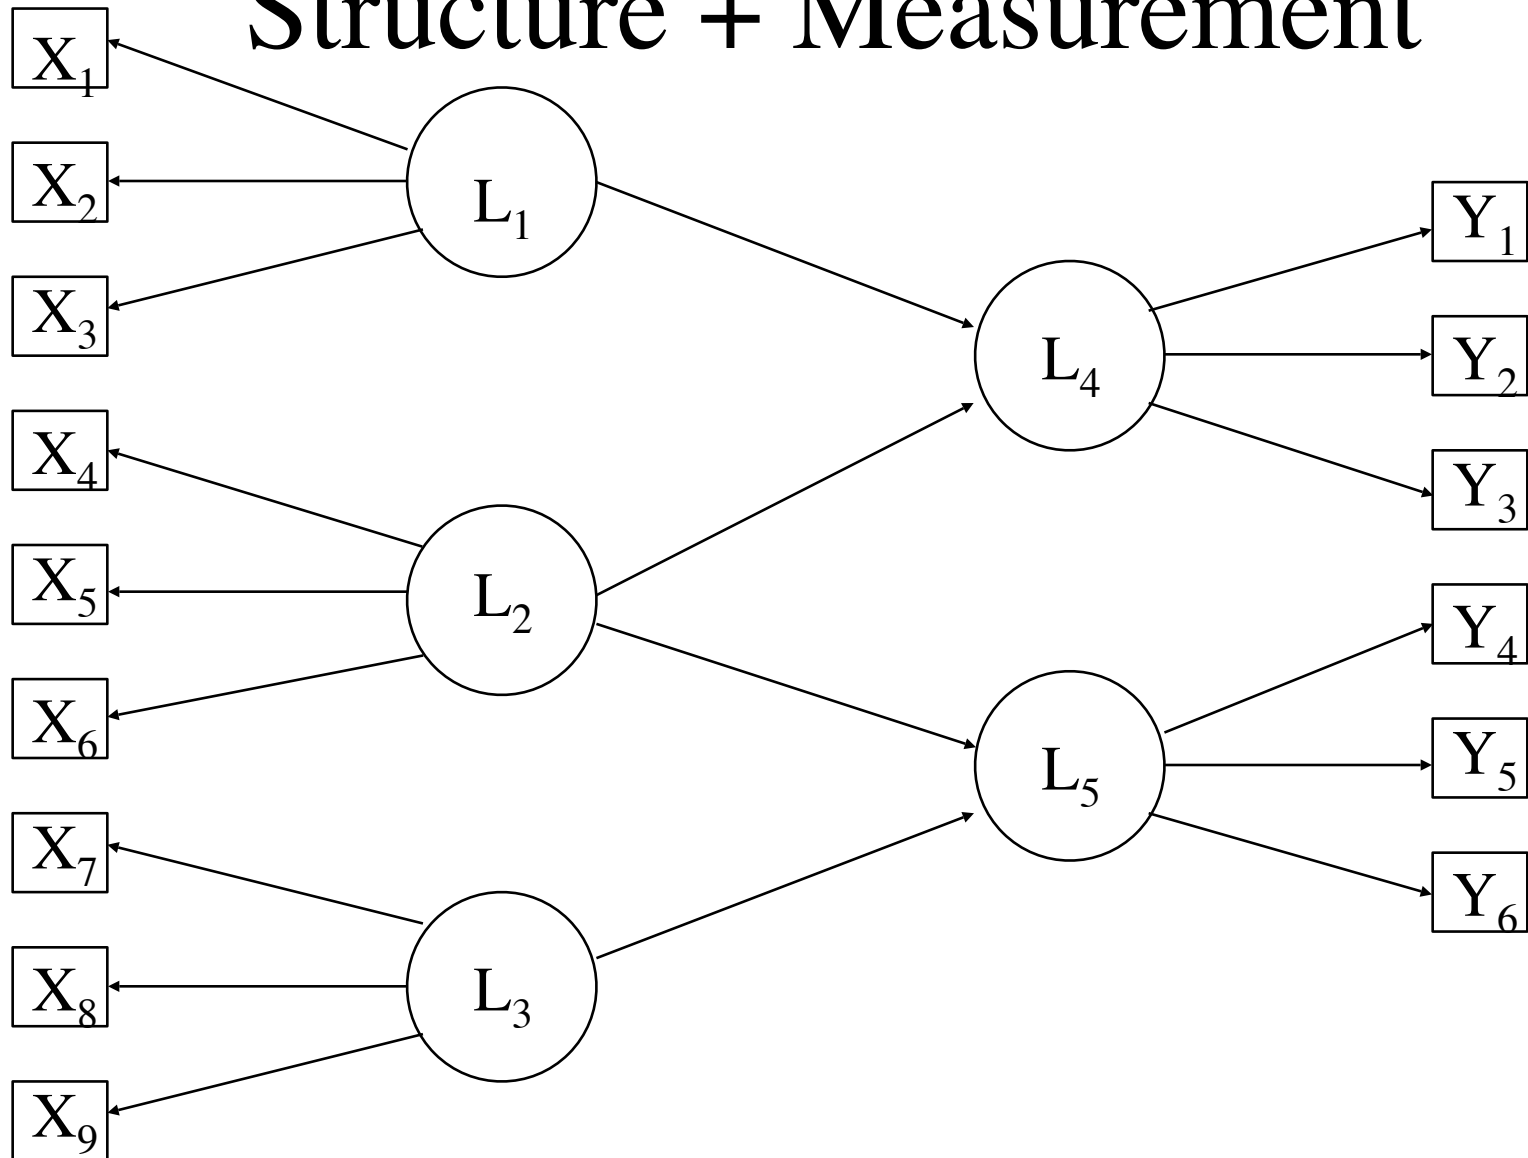 Structure + Measurement
X₁
X₂
X₃
X₄
X₅
X₆
X₇
X₈
X₉
L₁
L₂
L₃
L₄
L₅
Y₁
Y₂
Y₃
Y₄
Y₅
Y₆